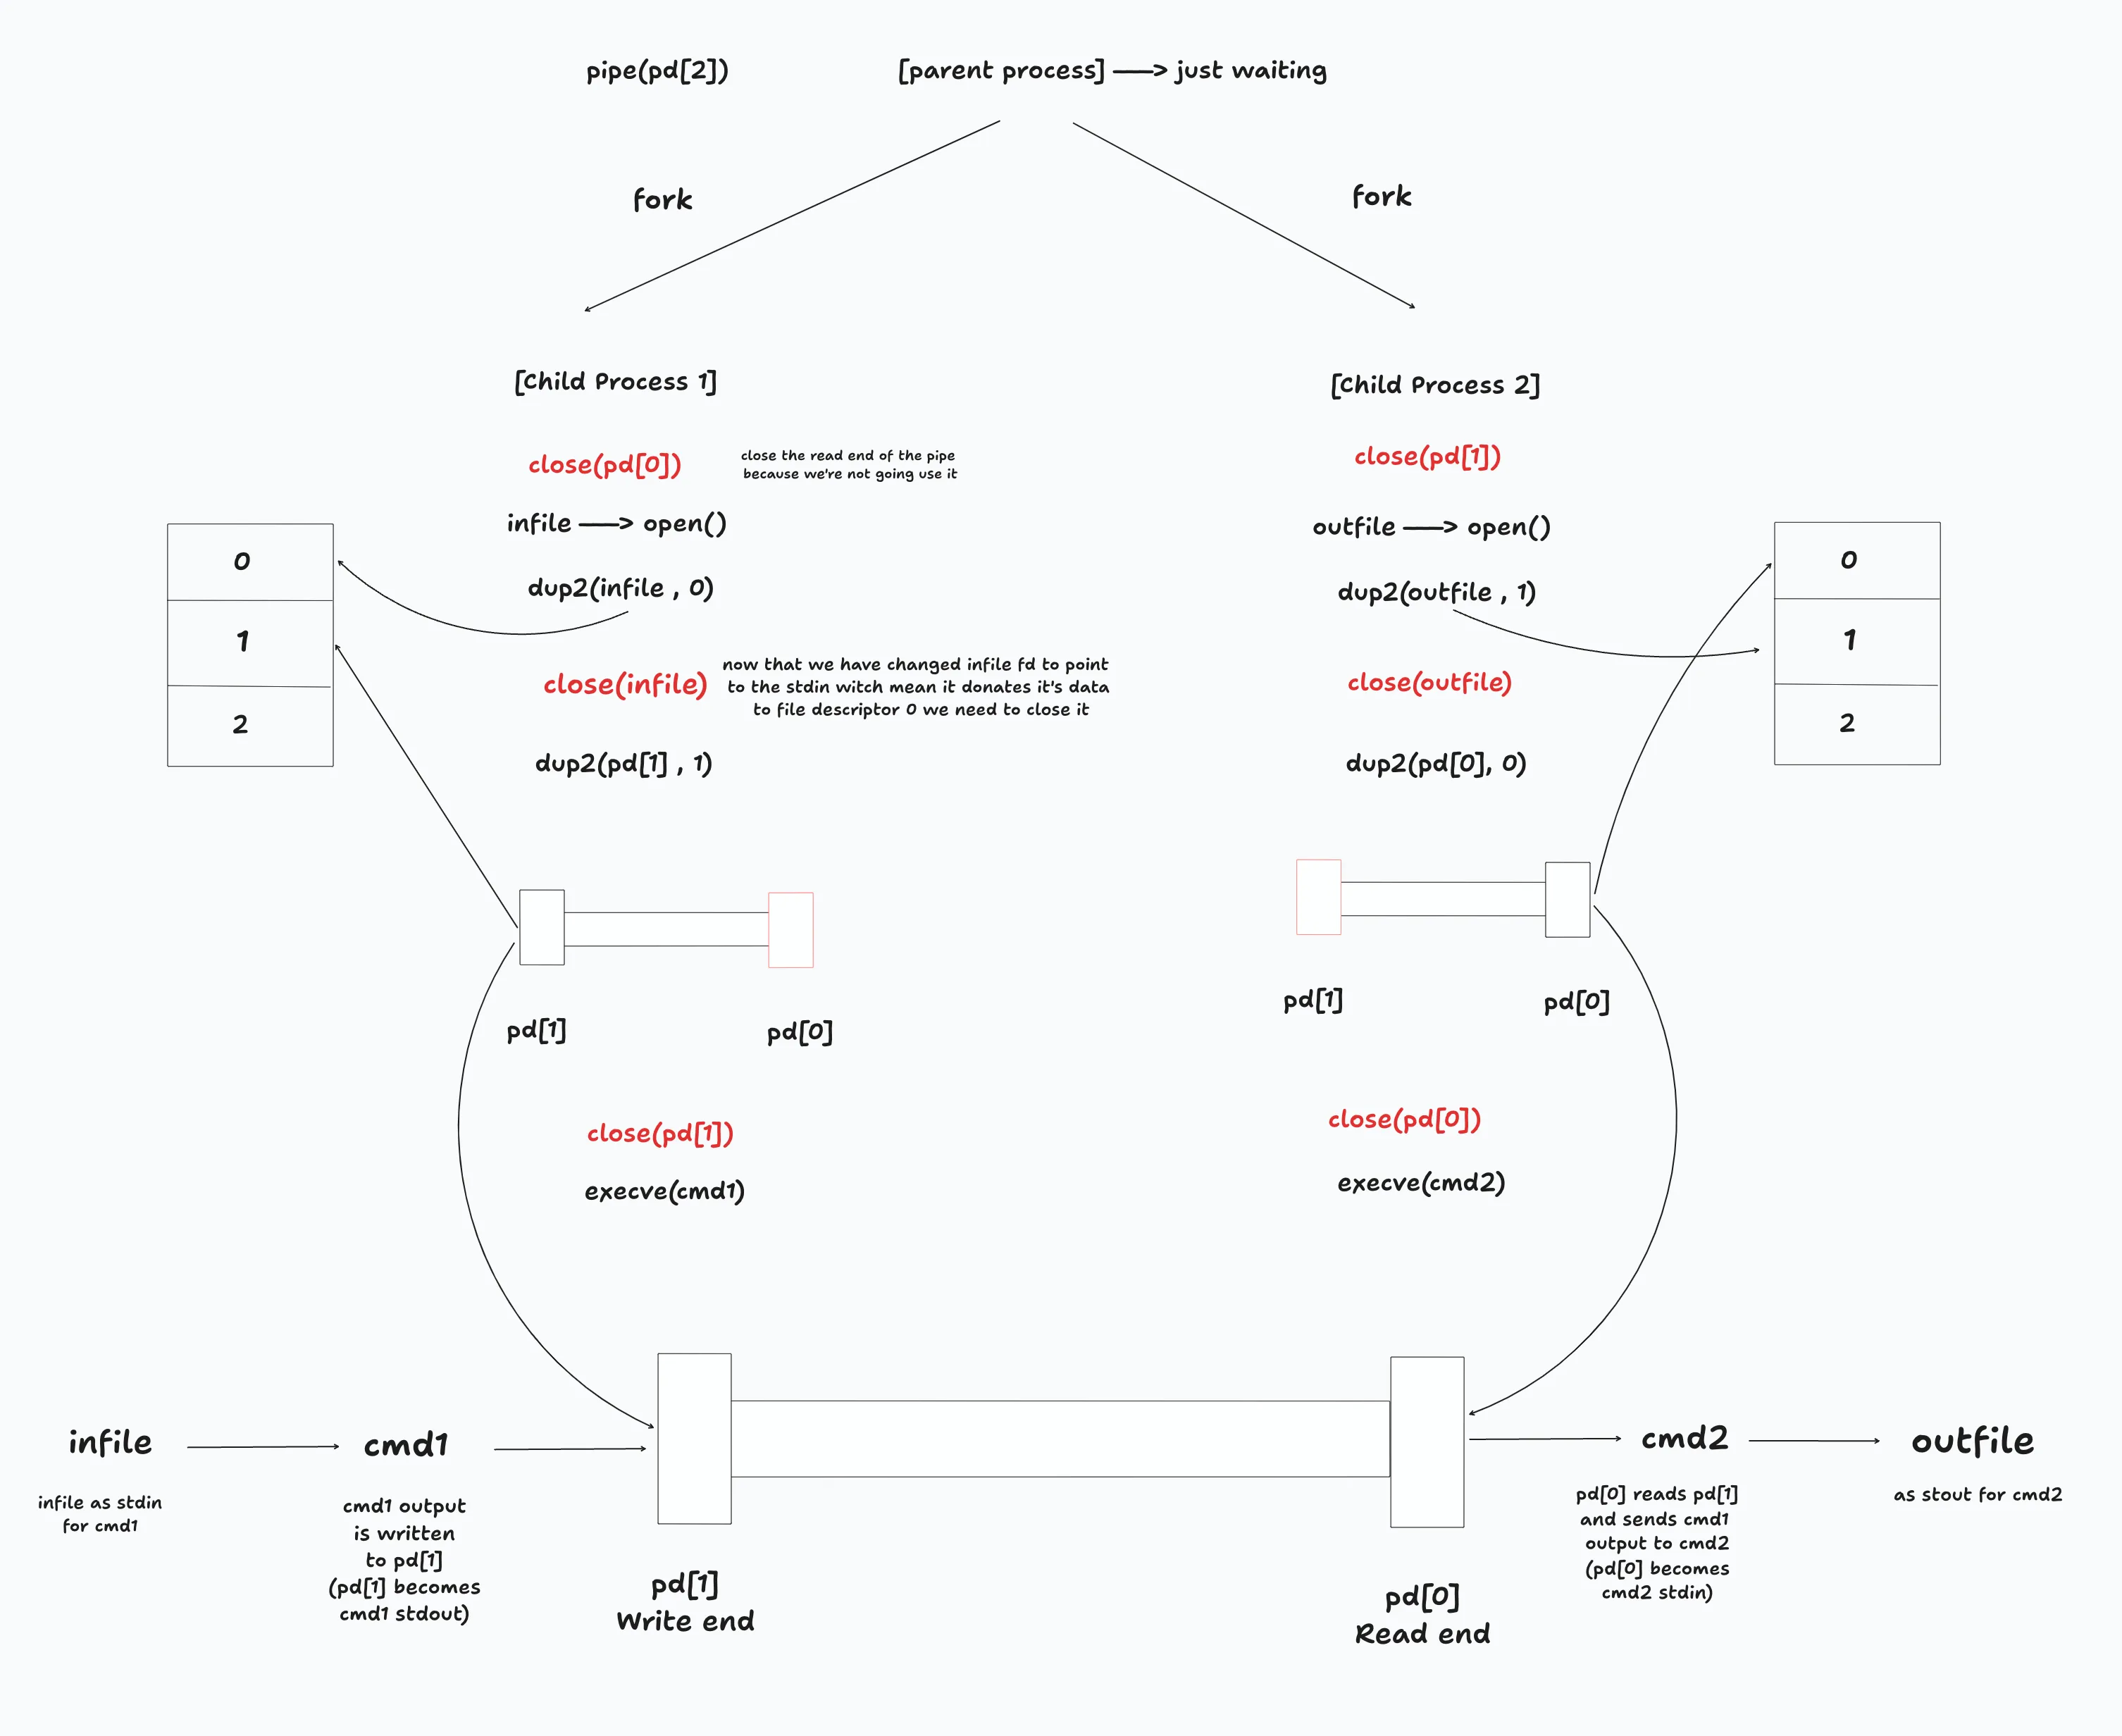 pipe(pd[2])
[parent process] ——> just waiting
fork
fork
[Child Process 1]
close(pd[0])
close the read end of the pipe
because we're not going use it
infile ——> open()
dup2(infile , 0)
close(infile)
now that we have changed infile fd to point
to the stdin witch mean it donates it's data
to file descriptor 0 we need to close it
dup2(pd[1] , 1)
0
1
2
pd[1]
pd[0]
close(pd[1])
execve(cmd1)
[Child Process 2]
close(pd[1])
outfile ——> open()
dup2(outfile , 1)
close(outfile)
dup2(pd[0], 0)
0
1
2
pd[1]
pd[0]
close(pd[0])
execve(cmd2)
infile
infile as stdin
for cmd1
cmd1
cmd1 output
is written
to pd[1]
(pd[1] becomes
cmd1 stdout)
pd[1]
Write end
pd[0]
Read end
cmd2
pd[0] reads pd[1]
and sends cmd1
output to cmd2
(pd[0] becomes
cmd2 stdin)
outfile
as stout for cmd2